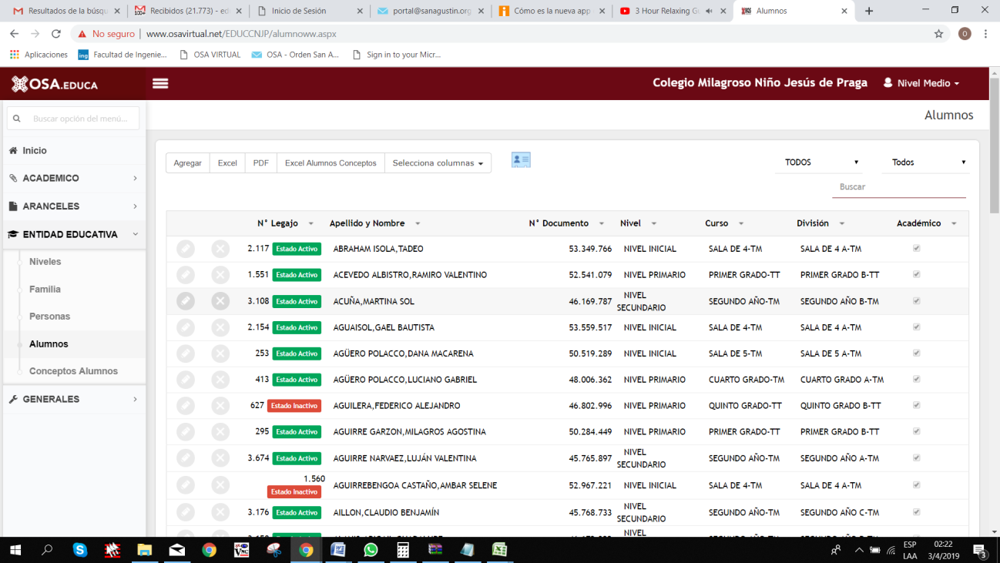 Resultados de la búsqu
Recibidos (21.773) - ed
Inicio de Sesión
portal@sanagustin.org
Cómo es la nueva app
3 Hour Relaxing Gu
Alumnos
No seguro | www.osavirtual.net/EDUCCNJP/alumnoww.aspx
O
Aplicaciones
Facultad de Ingenie...
OSA VIRTUAL
OSA - Orden San A...
Sign in to your Micr...
OSA.EDUCA
Colegio Milagroso Niño Jesús de Praga
Nivel Medio
Buscar opción del menú...
Alumnos
Inicio
ACADEMICO
ARANCELES
ENTIDAD EDUCATIVA
Niveles
Familia
Personas
Alumnos
Conceptos Alumnos
GENERALES
Agregar Excel PDF Excel Alumnos Conceptos Selecciona columnas
TODOS Todos
Buscar
N° Legajo Apellido y Nombre N° Documento Nivel Curso División Académico
2.117 Estado Activo ABRAHAM ISOLA,TADEO 53.349.766 NIVEL INICIAL SALA DE 4-TM SALA DE 4 A-TM
1.551 Estado Activo ACEVEDO ALBISTRO,RAMIRO VALENTINO 52.541.079 NIVEL PRIMARIO PRIMER GRADO-TT PRIMER GRADO B-TT
3.108 Estado Activo ACUÑA,MARTINA SOL 46.169.787 NIVEL SECUNDARIO SEGUNDO AÑO-TM SEGUNDO AÑO B-TM
2.154 Estado Activo AGUAISOL,GAEL BAUTISTA 53.559.517 NIVEL INICIAL SALA DE 4-TM SALA DE 4 A-TM
253 Estado Activo AGÜERO POLACCO,DANA MACARENA 50.519.289 NIVEL INICIAL SALA DE 5-TM SALA DE 5 A-TM
413 Estado Activo AGÜERO POLACCO,LUCIANO GABRIEL 48.006.362 NIVEL PRIMARIO CUARTO GRADO-TM CUARTO GRADO A-TM
627 Estado Inactivo AGUILERA,FEDERICO ALEJANDRO 46.802.996 NIVEL PRIMARIO QUINTO GRADO-TT QUINTO GRADO B-TT
295 Estado Activo AGUIRRE GARZON,MILAGROS AGOSTINA 50.284.449 NIVEL PRIMARIO PRIMER GRADO-TT PRIMER GRADO B-TT
3.674 Estado Activo AGUIRRE NARVAEZ,LUJÁN VALENTINA 45.765.897 NIVEL SECUNDARIO SEGUNDO AÑO-TM SEGUNDO AÑO A-TM
1.560 Estado Inactivo AGUIRREBENGOA CASTAÑO,AMBAR SELENE 52.967.221 NIVEL INICIAL SALA DE 4-TM SALA DE 4 A-TM
3.176 Estado Activo AILLON,CLAUDIO BENJAMÍN 45.768.733 NIVEL SECUNDARIO SEGUNDO AÑO-TM SEGUNDO AÑO C-TM
NIVEL
ESP
LAA
02:22
3/4/2019
3